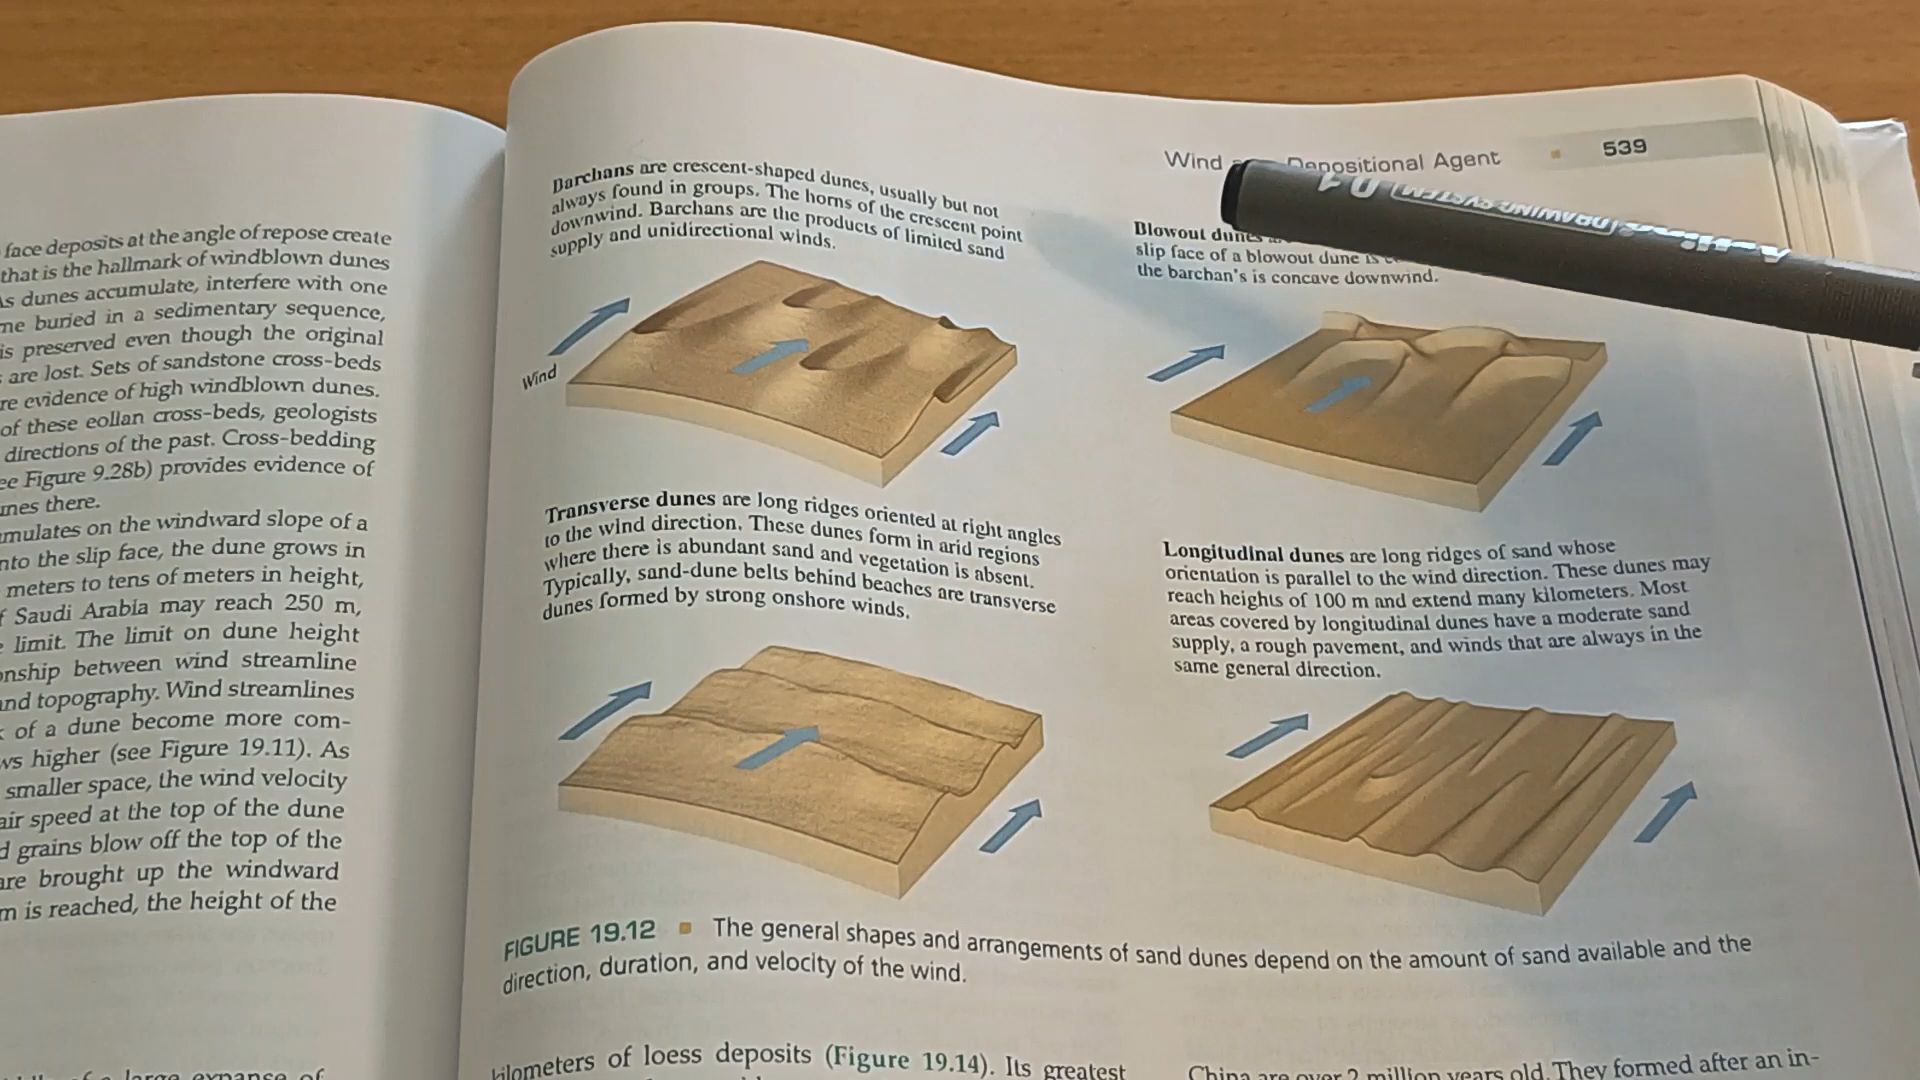 face deposits at the angle of repose create
that is the hallmark of windblown dunes
As dunes accumulate, interfere with one
buried in a sedimentary sequence,
is preserved even though the original
are lost. Sets of sandstone cross-beds
evidence of high windblown dunes.
of these eolian cross-beds, geologists
directions of the past. Cross-bedding
Figure 9.28b) provides evidence of
there.
on the windward slope of a
the slip face, the dune grows in
meters to tens of meters in height,
Saudi Arabia may reach 250 m,
limit. The limit on dune height
between wind streamline
and topography. Wind streamlines
of a dune become more com-
higher (see Figure 19.11). As
smaller space, the wind velocity
air speed at the top of the dune
grains blow off the top of the
are brought up the windward
is reached, the height of the
large expanse of
Wind Depositional Agent 539
Barchans are crescent-shaped dunes, usually but not
always found in groups. The horns of the crescent point
downwind. Barchans are the products of limited sand
supply and unidirectional winds.
Wind
Transverse dunes are long ridges oriented at right angles
to the wind direction. These dunes form in arid regions
where there is abundant sand and vegetation is absent.
Typically, sand-dune belts behind beaches are transverse
dunes formed by strong onshore winds.
Blowout dunes
slip face of a blowout dune is
the barchan's is concave downwind.
0.1 DRAWING SYSTEM Artline
Longitudinal dunes are long ridges of sand whose
orientation is parallel to the wind direction. These dunes may
reach heights of 100 m and extend many kilometers. Most
areas covered by longitudinal dunes have a moderate sand
supply, a rough pavement, and winds that are always in the
same general direction.
FIGURE 19.12 The general shapes and arrangements of sand dunes depend on the amount of sand available and the
direction, duration, and velocity of the wind.
kilometers of loess deposits (Figure 19.14). Its greatest
China are over 2 million years old. They formed after an in-